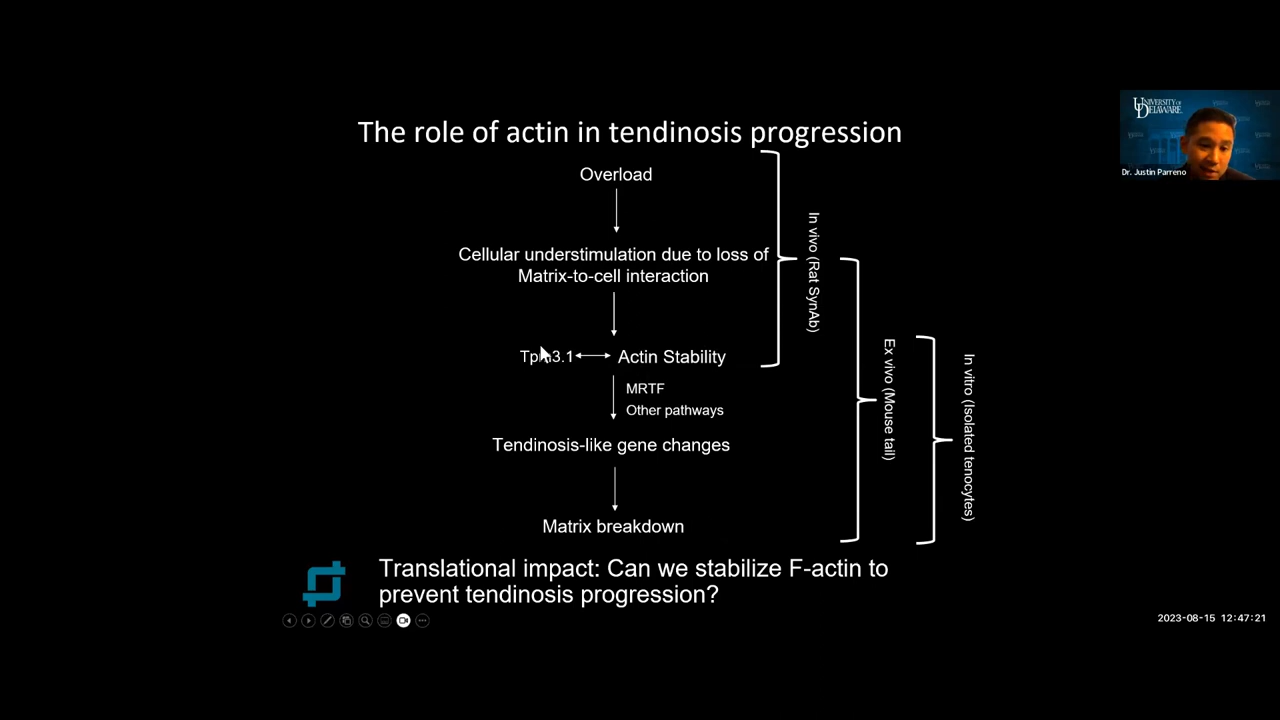 The role of actin in tendinosis progression
Overload
Cellular understimulation due to loss of
Matrix-to-cell interaction
Tpm3.1
Actin Stability
MRTF
Other pathways
Tendinosis-like gene changes
Matrix breakdown
In vivo (Rat SynAb)
Ex vivo (Mouse tail)
In vitro (Isolated tenocytes)
Translational impact: Can we stabilize F-actin to
prevent tendinosis progression?
UNIVERSITY OF
DELAWARE
Dr. Justin Parreno
2023-08-15 12:47:21